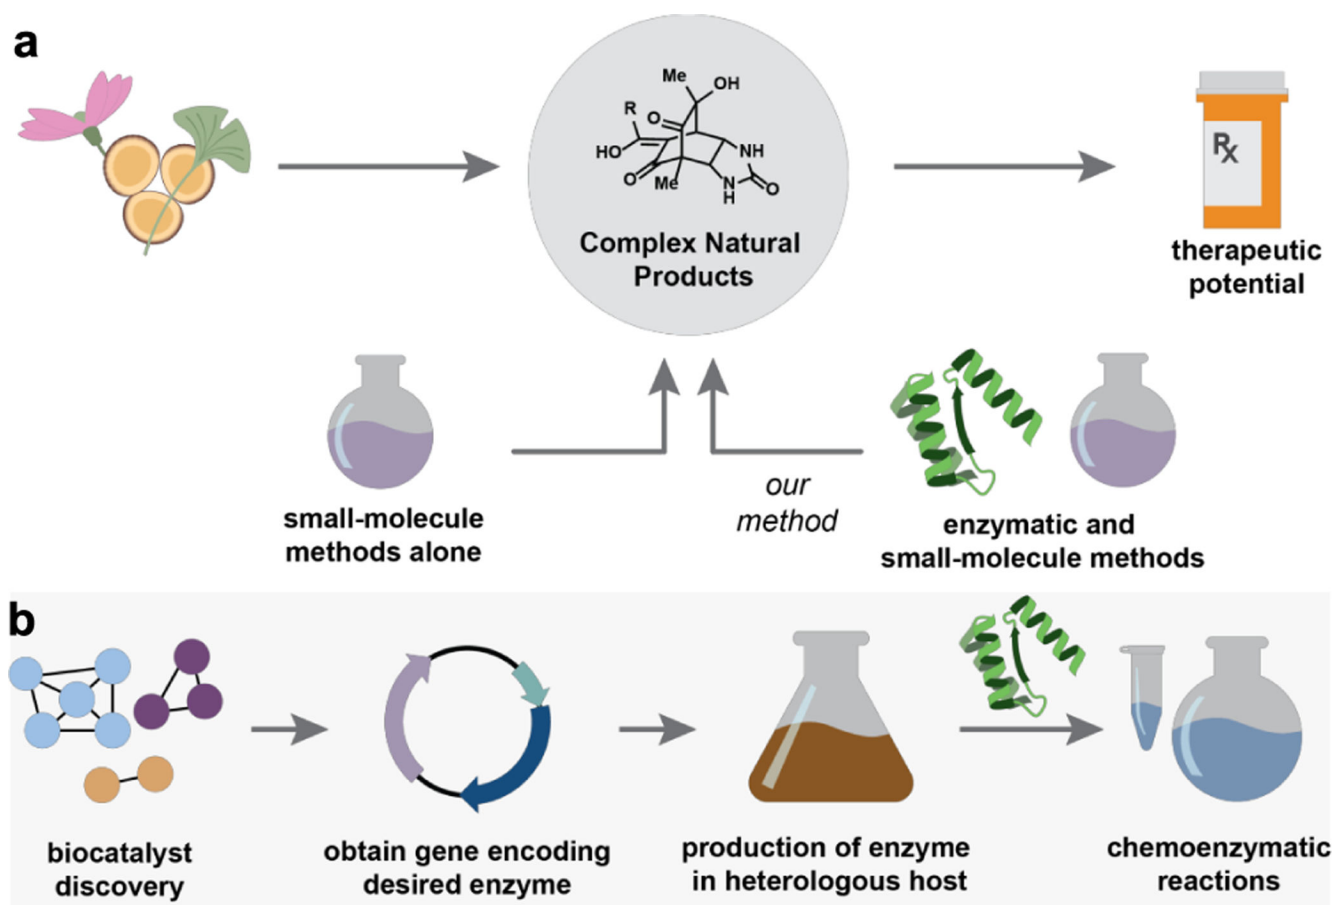 a
Me
OH
R
O
HO
NH
O
Me
N
H
O
Complex Natural
Products
Rx
therapeutic
potential
small-molecule
methods alone
our
method
enzymatic and
small-molecule methods
b
biocatalyst
discovery
obtain gene encoding
desired enzyme
production of enzyme
in heterologous host
chemoenzymatic
reactions